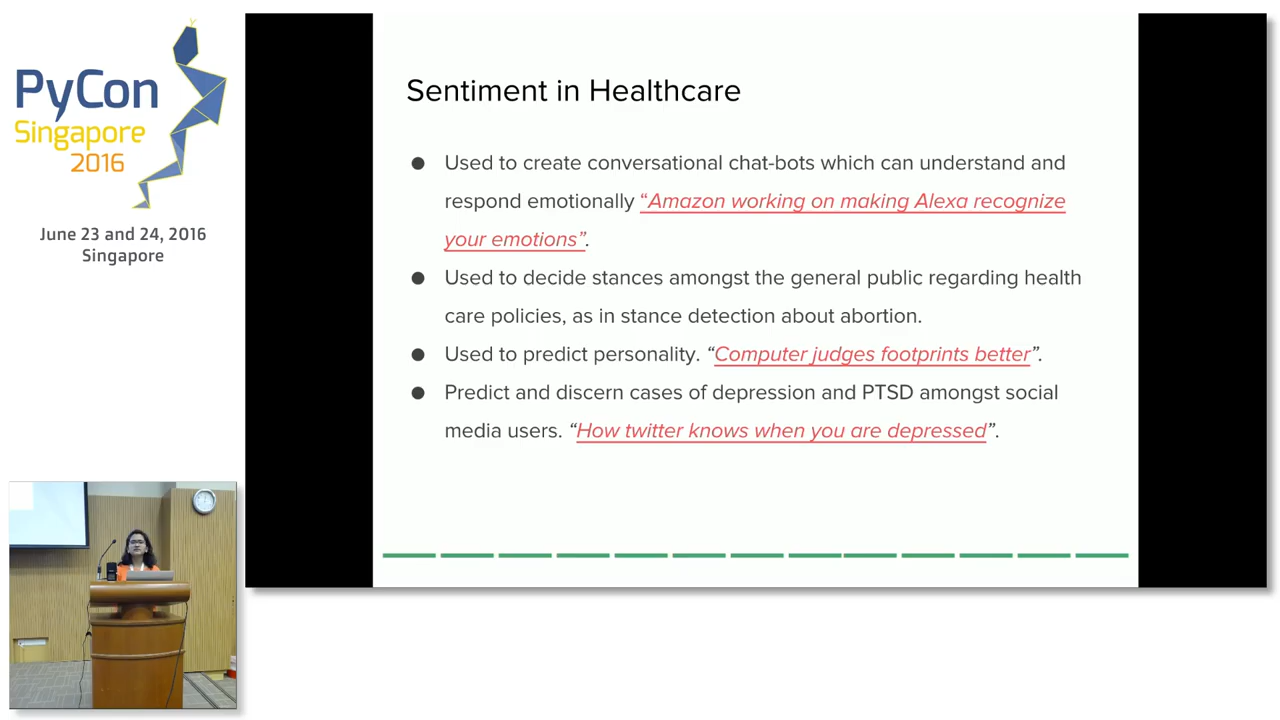 PyCon
Singapore
2016
June 23 and 24, 2016
Singapore
Sentiment in Healthcare
● Used to create conversational chat-bots which can understand and
respond emotionally “Amazon working on making Alexa recognize
your emotions”.
● Used to decide stances amongst the general public regarding health
care policies, as in stance detection about abortion.
● Used to predict personality. “Computer judges footprints better”.
● Predict and discern cases of depression and PTSD amongst social
media users. “How twitter knows when you are depressed”.